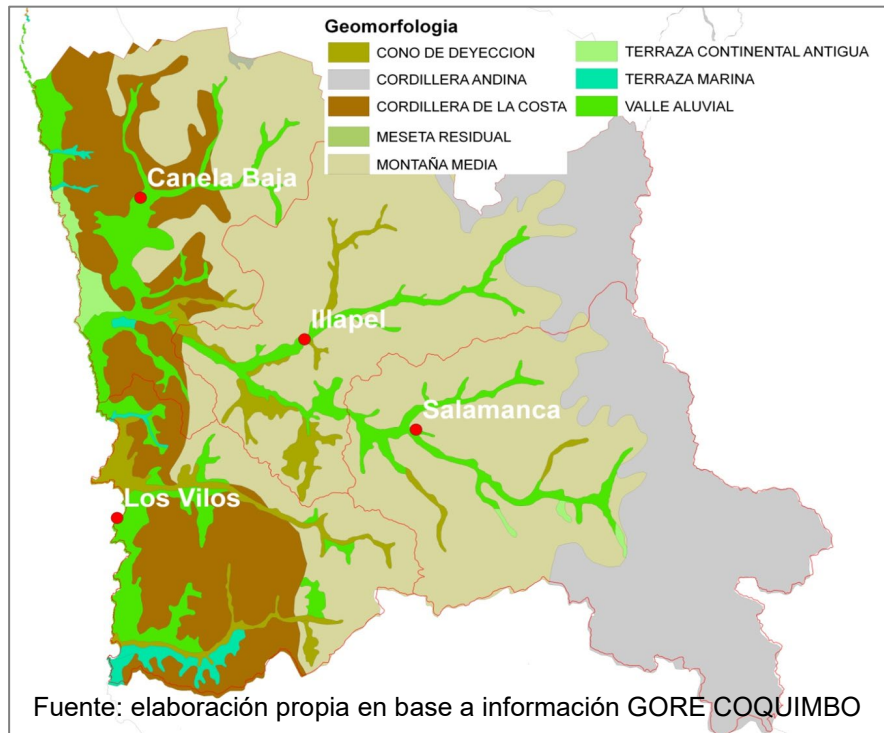 Geomorfologia
CONO DE DEYECCION
CORDILLERA ANDINA
CORDILLERA DE LA COSTA
MESETA RESIDUAL
MONTAÑA MEDIA
TERRAZA CONTINENTAL ANTIGUA
TERRAZA MARINA
VALLE ALUVIAL
Canela Baja
Illapel
Salamanca
Los Vilos
Fuente: elaboración propia en base a información GORE COQUIMBO